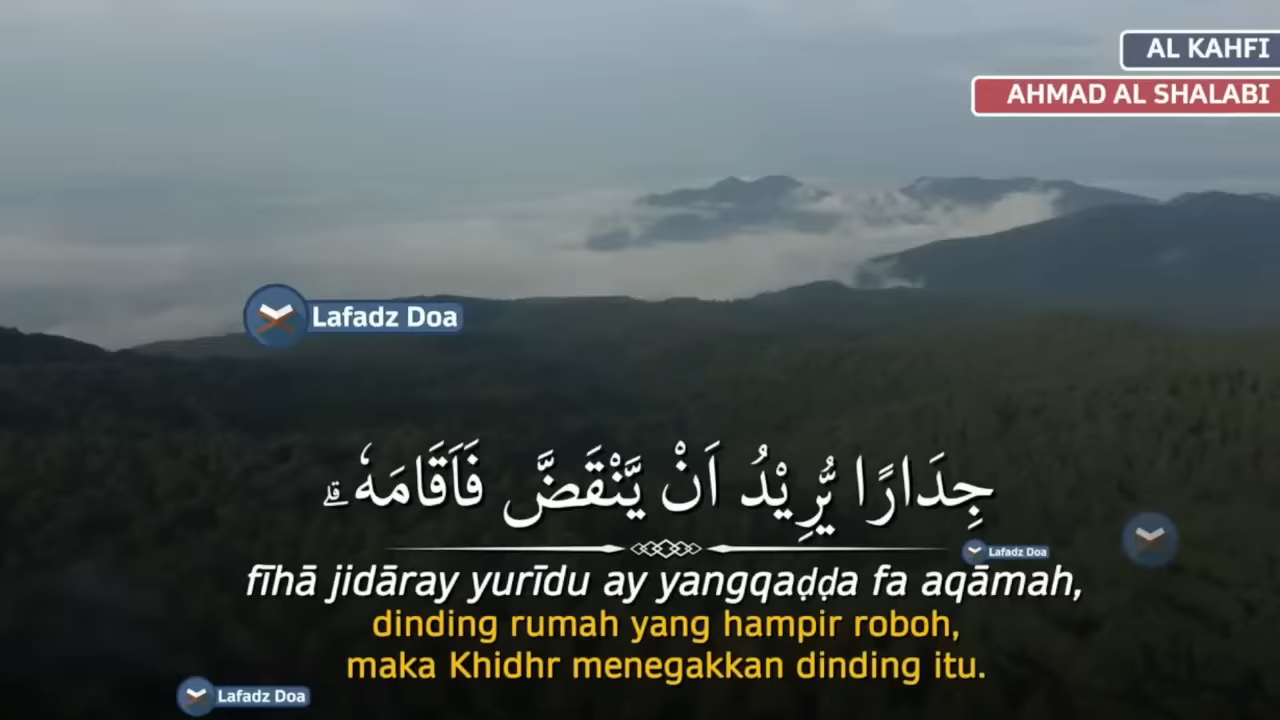 AL KAHFI
AHMAD AL SHALABI
Lafadz Doa
جِدَارًا يُّرِيْدُ اَنْ يَّنْقَضَّ فَاَقَامَهٗ ۗ
Lafadz Doa
fīhā jidāray yurīdu ay yangqaḍḍa fa aqāmah,
dinding rumah yang hampir roboh,
maka Khidhr menegakkan dinding itu.
Lafadz Doa